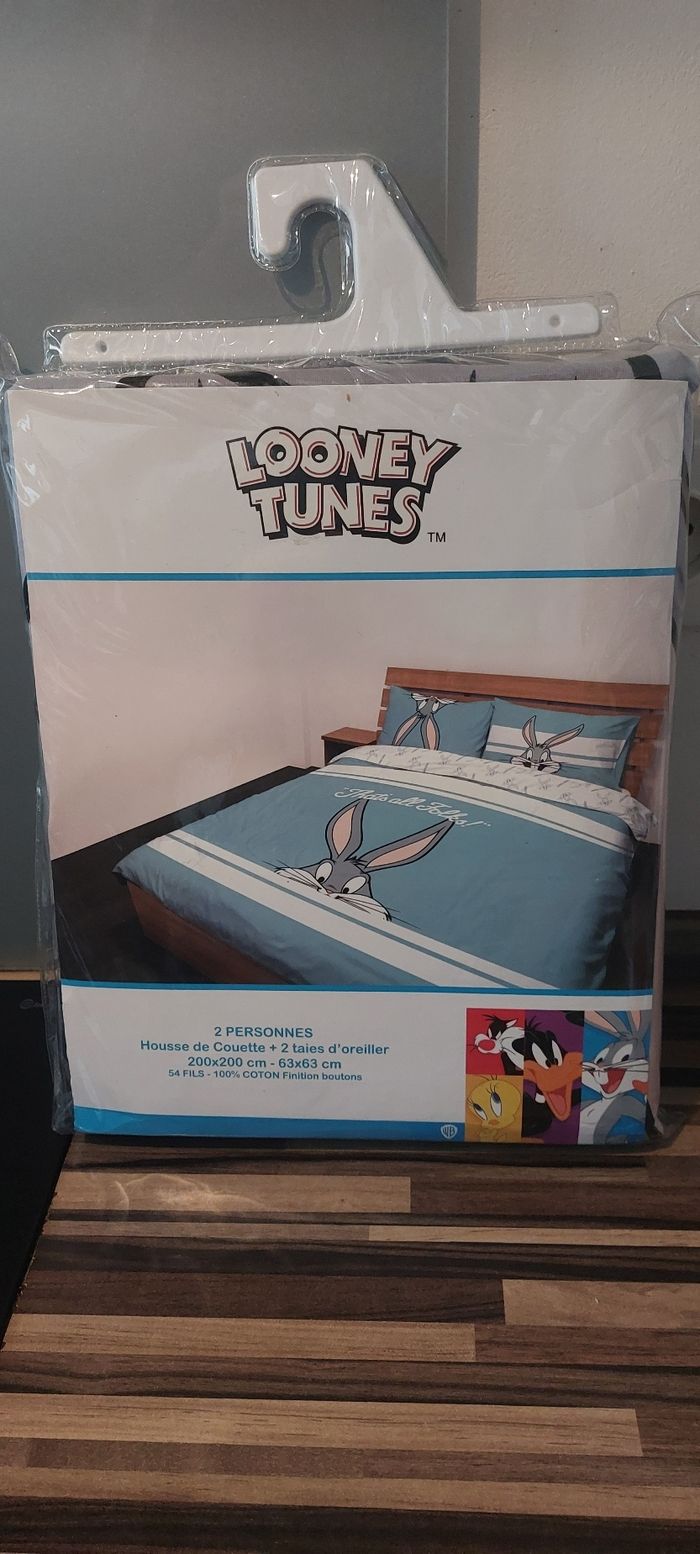 LOONEY
TUNES
TM
"That's all Folks!"
2 PERSONNES
Housse de Couette + 2 taies d'oreiller
200x200 cm - 63x63 cm
54 FILS - 100% COTON Finition boutons
WB